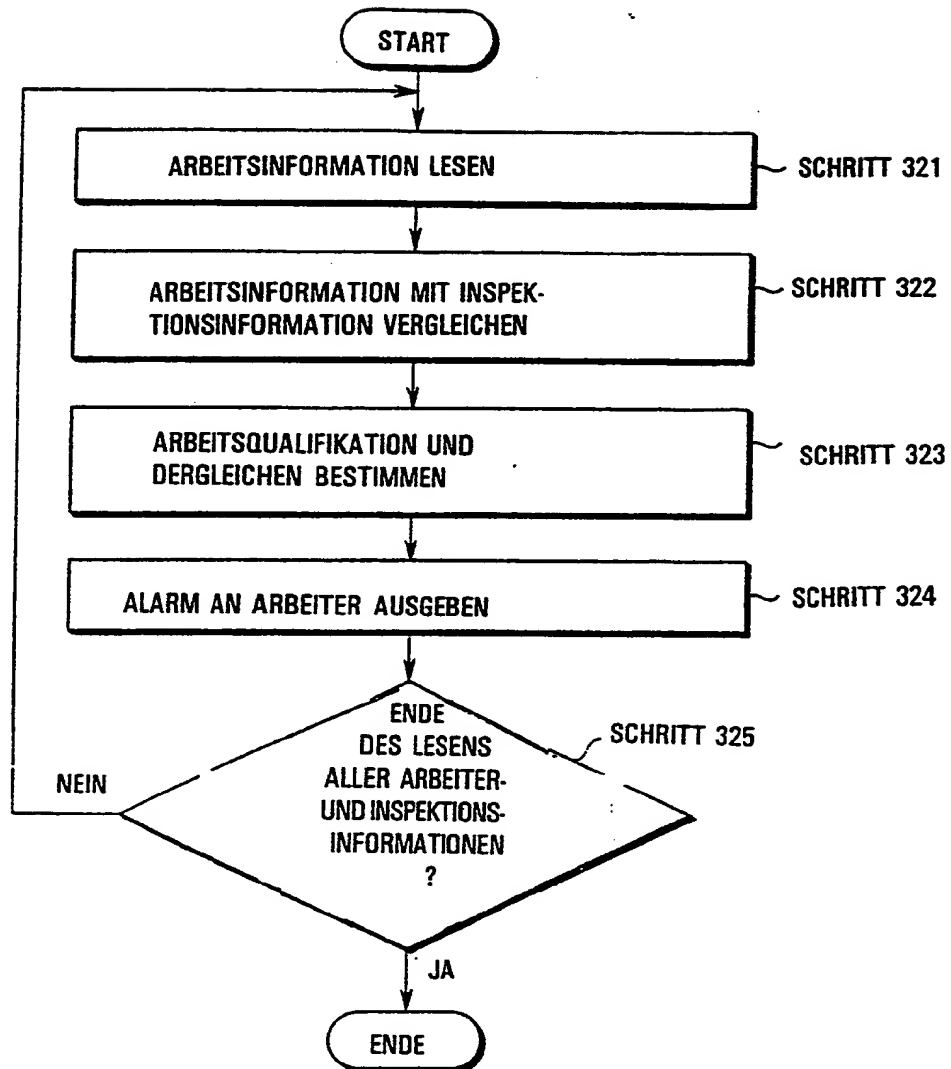 START
ARBEITSINFORMATION LESEN
SCHRITT 321
ARBEITSINFORMATION MIT INSPEK-
TIONSINFORMATION VERGLEICHEN
SCHRITT 322
ARBEITSQUALIFIKATION UND
DERGLEICHEN BESTIMMEN
SCHRITT 323
ALARM AN ARBEITER AUSGEBEN
SCHRITT 324
ENDE
DES LESENS
ALLER ARBEITER-
UND INSPEKTIONS-
INFORMATIONEN
?
SCHRITT 325
NEIN
JA
ENDE